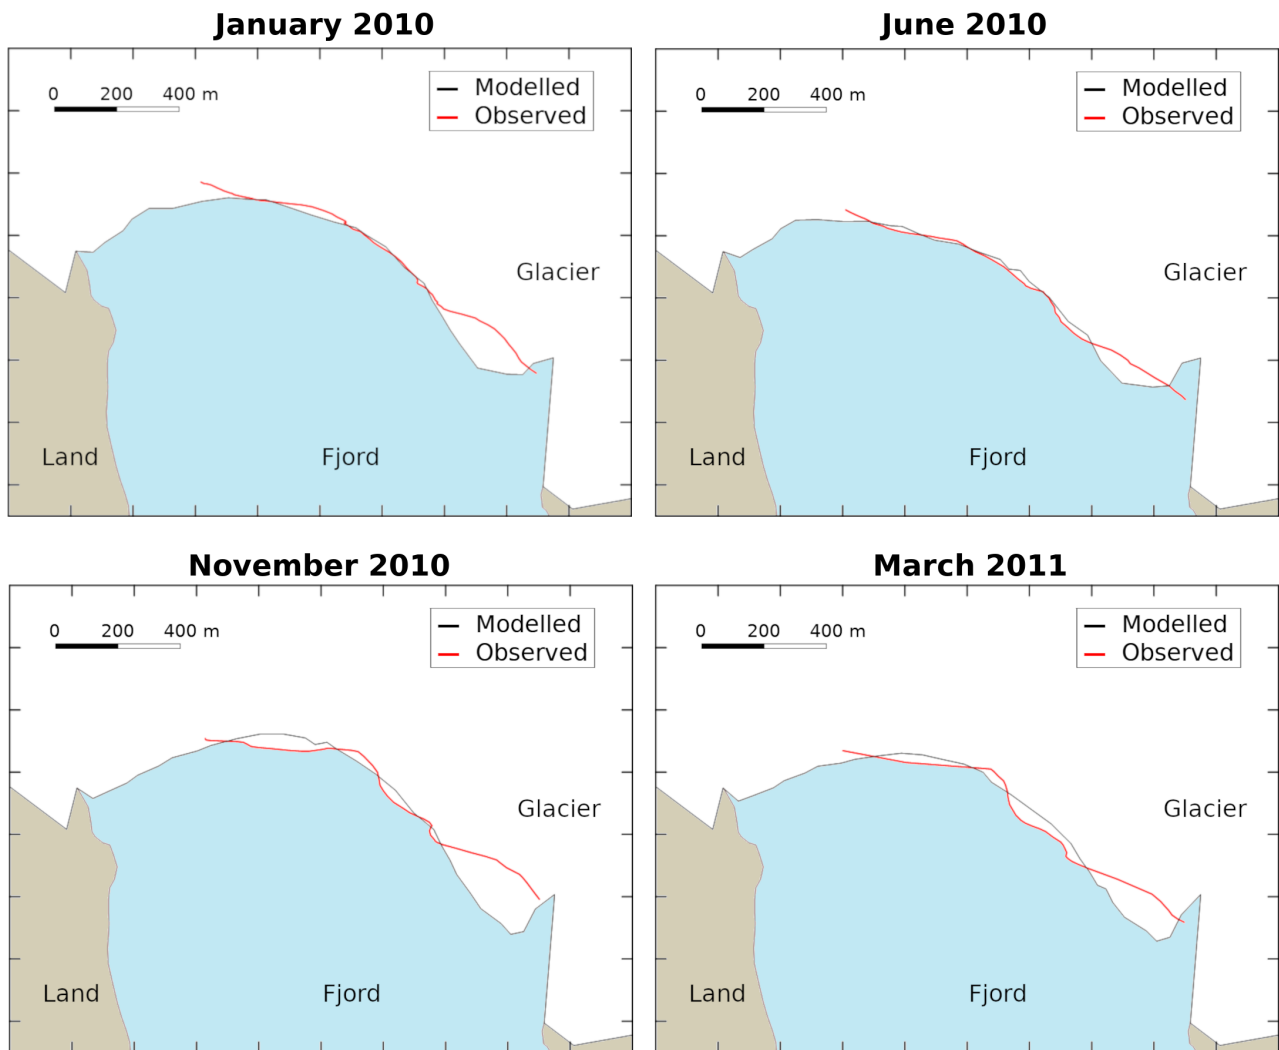 January 2010
0 200 400 m
Modelled
Observed
Glacier
Land
Fjord
June 2010
0 200 400 m
Modelled
Observed
Glacier
Land
Fjord
November 2010
0 200 400 m
Modelled
Observed
Glacier
Land
Fjord
March 2011
0 200 400 m
Modelled
Observed
Glacier
Land
Fjord